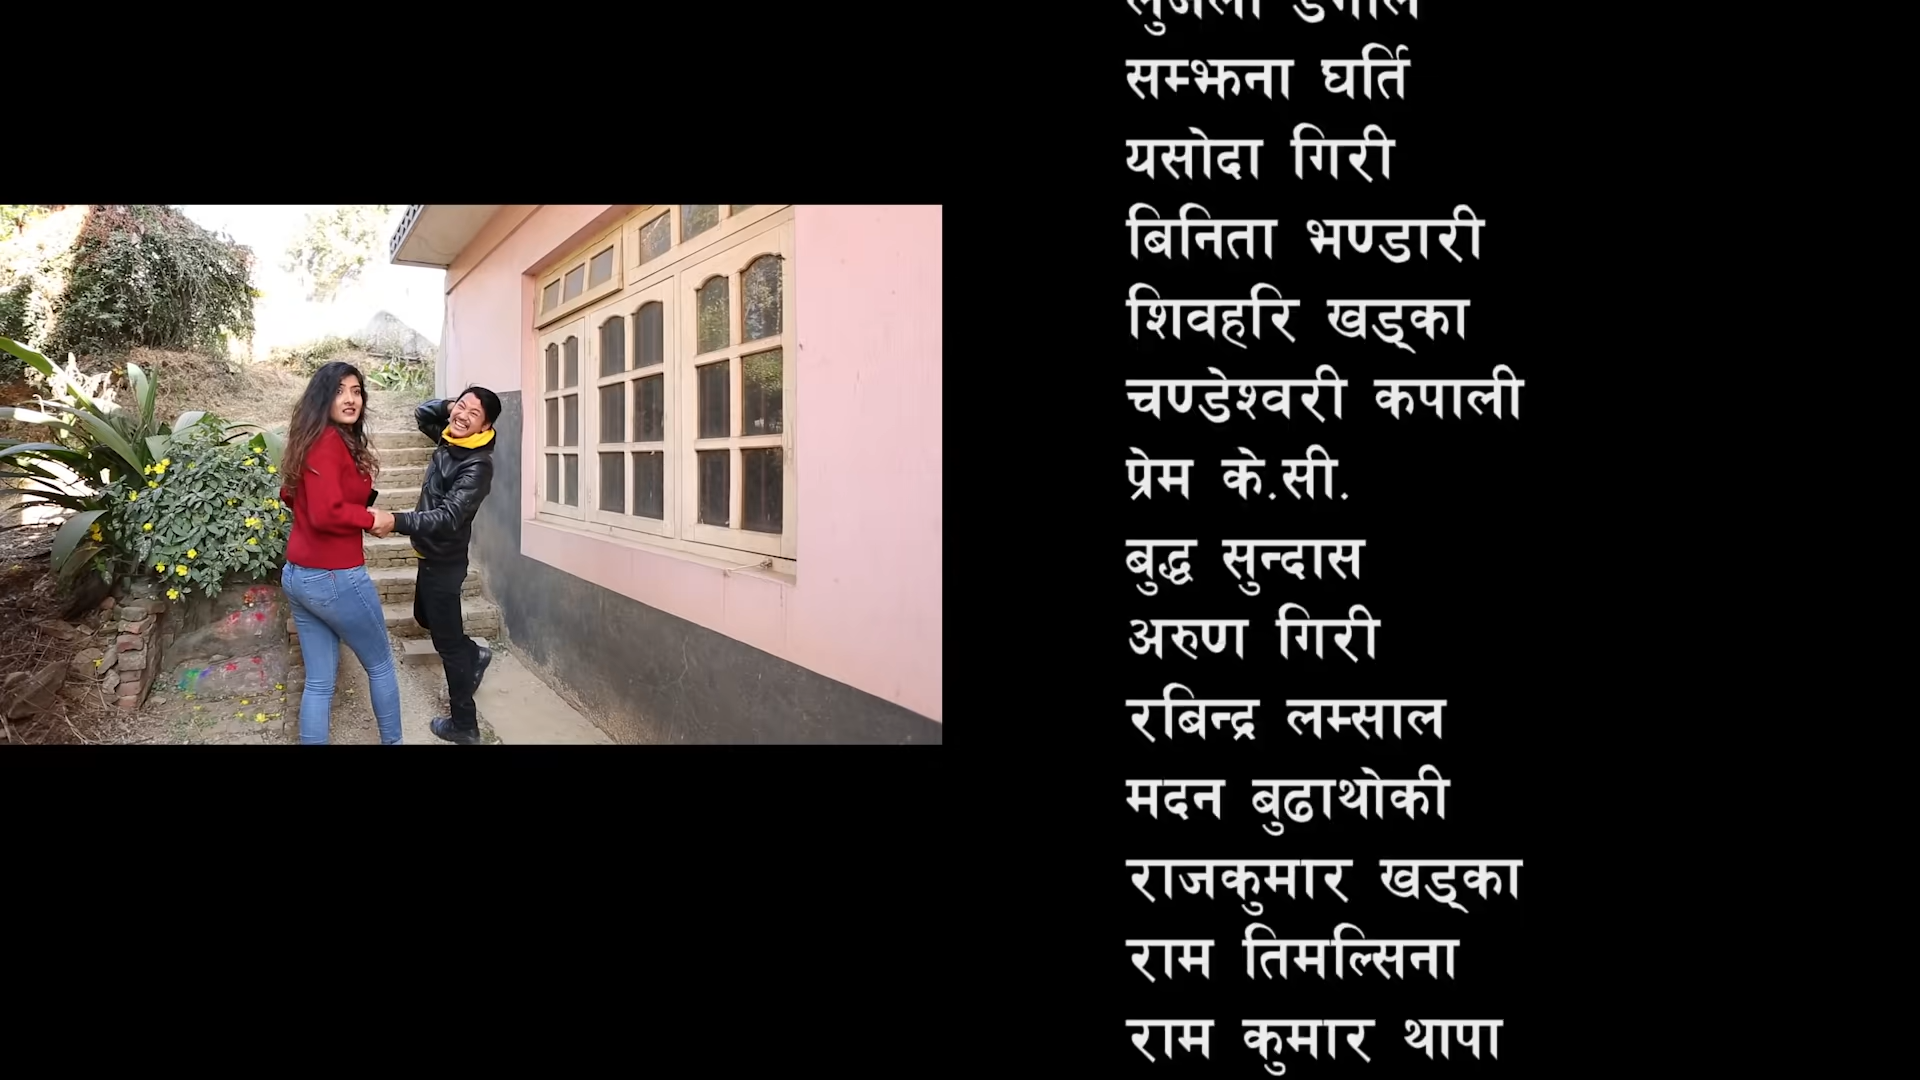 सम्झना घर्ति
यसोदा गिरी
बिनिता भण्डारी
शिवहरि खड्का
चण्डेश्वरी कपाली
प्रेम के.सी.
बुद्ध सुन्दास
अरुण गिरी
रबिन्द्र लम्साल
मदन बुढाथोकी
राजकुमार खड्का
राम तिमल्सिना
राम कुमार थापा